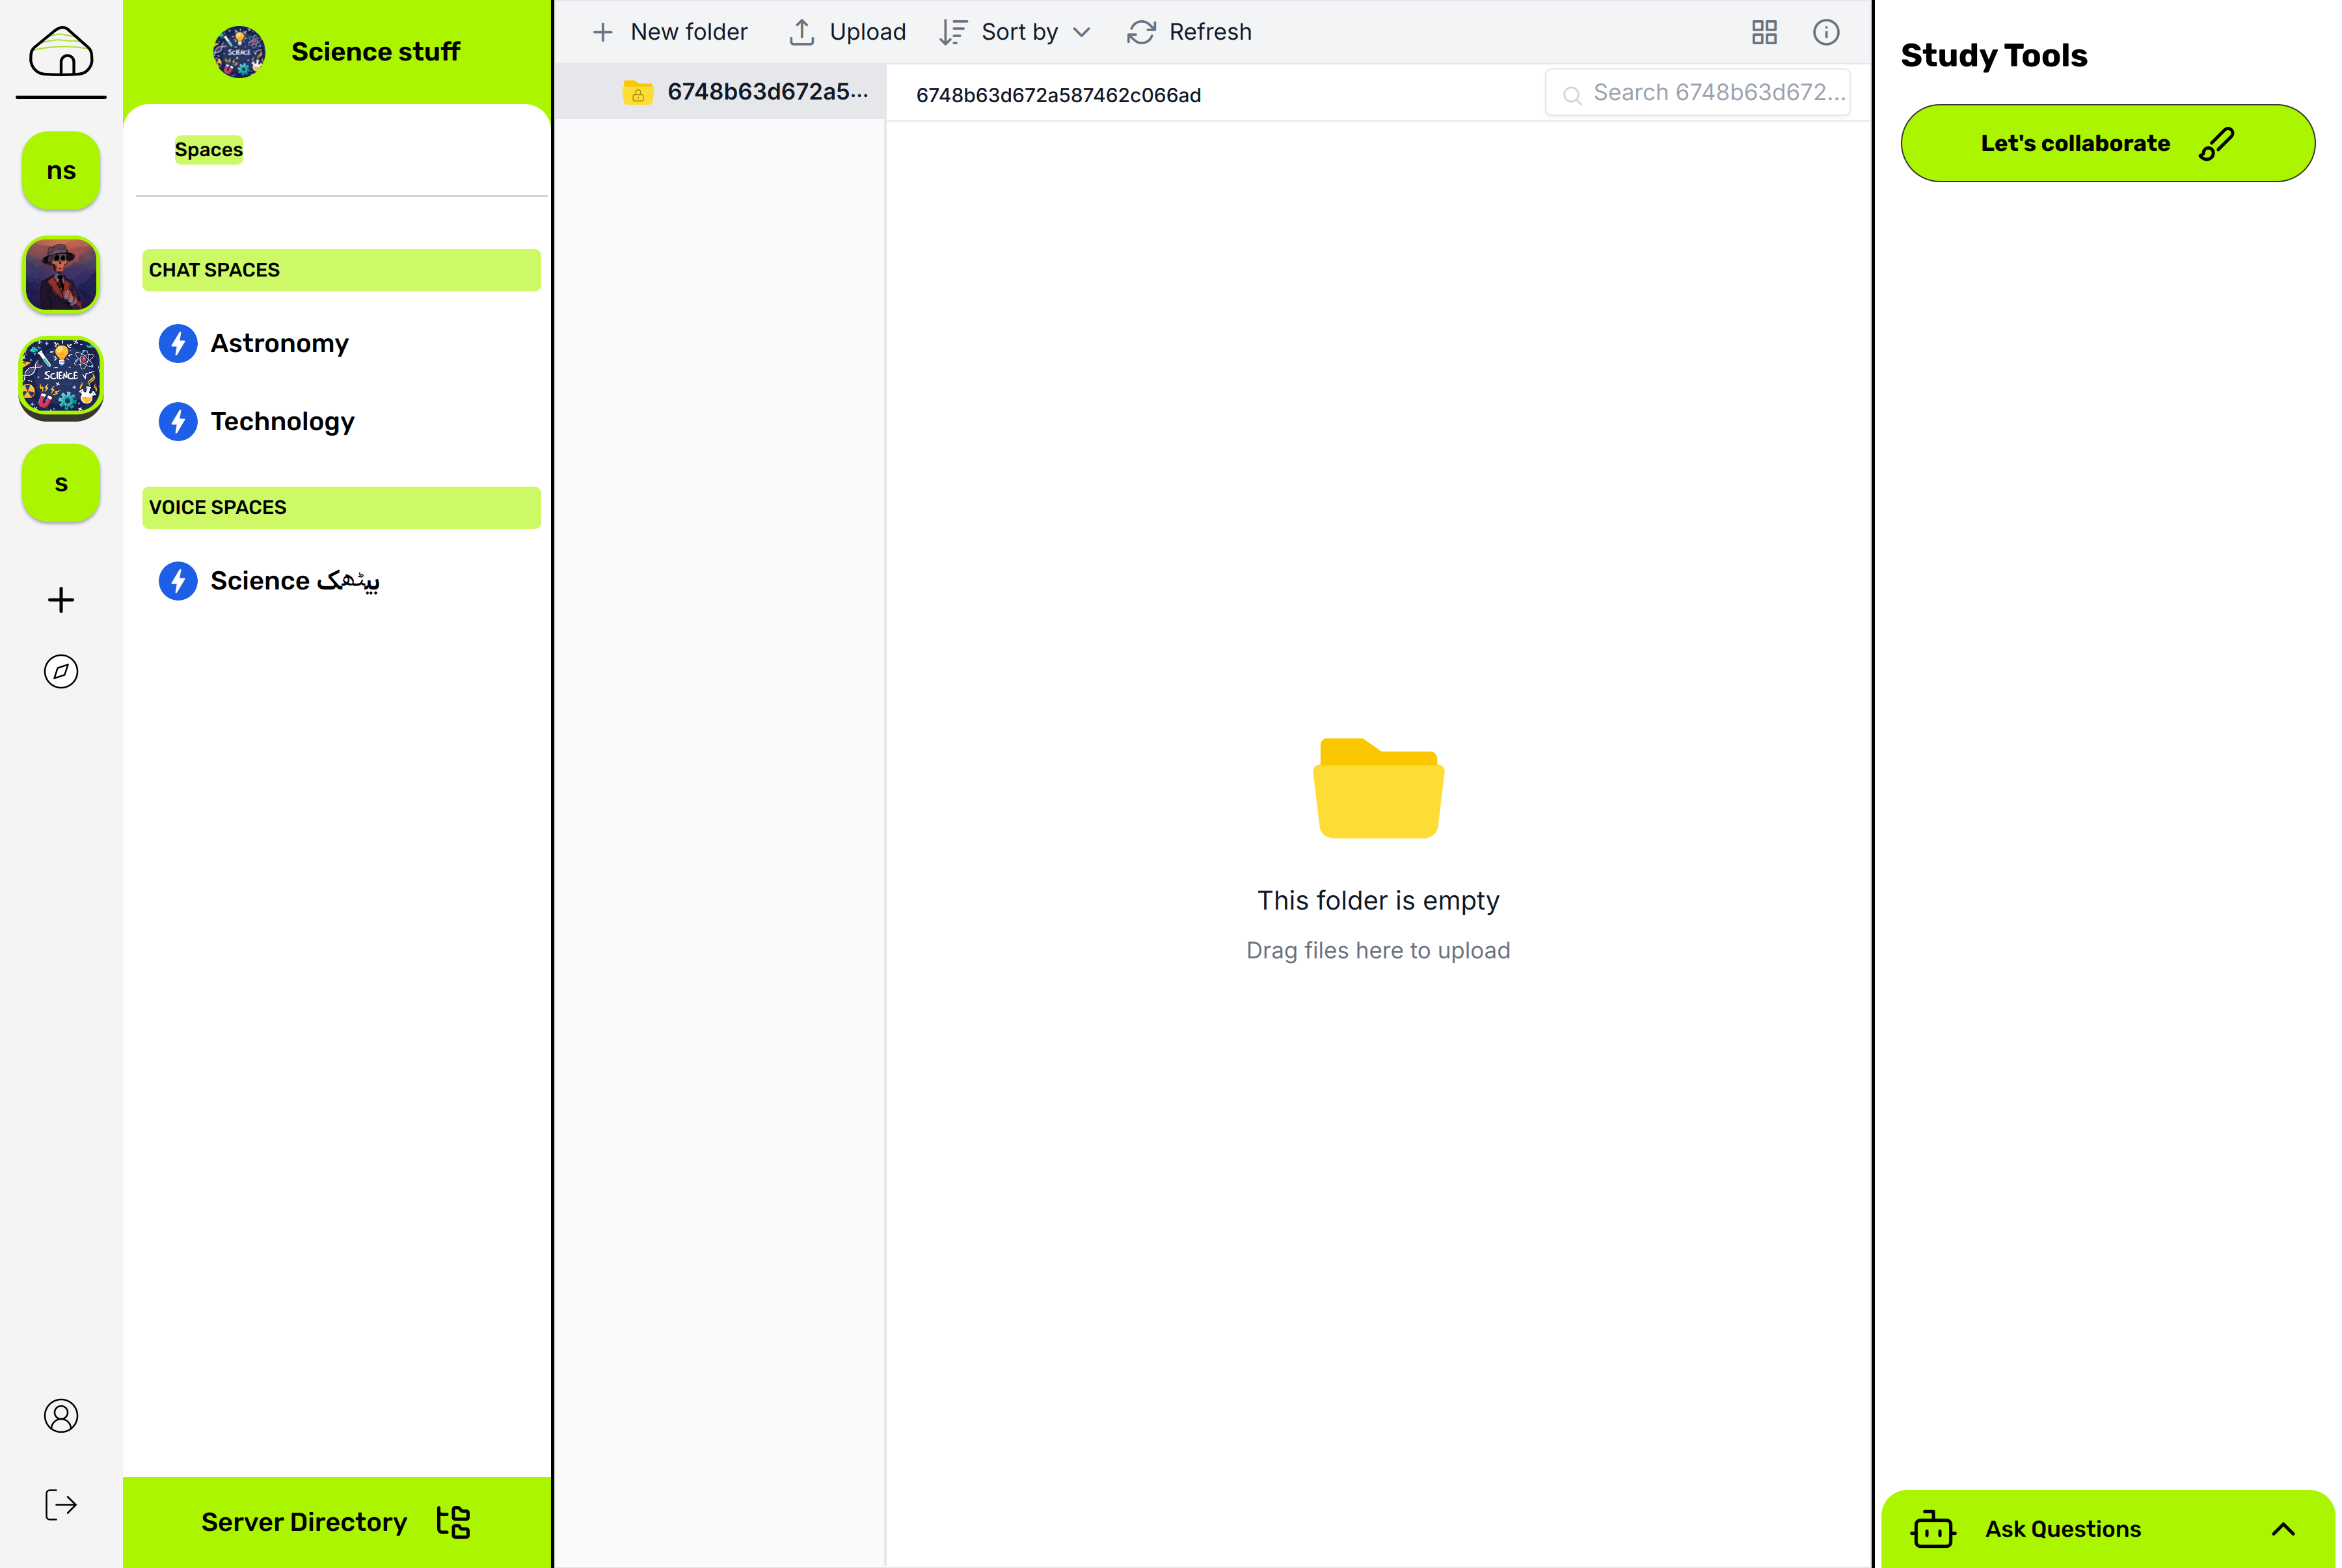 Science stuff
Spaces
ns
SCIENCE
s
CHAT SPACES
Astronomy
Technology
VOICE SPACES
Science بیٹھک
Server Directory
New folder
Upload
Sort by
Refresh
6748b63d672a5...
6748b63d672a587462c066ad
Search 6748b63d672...
This folder is empty
Drag files here to upload
Study Tools
Let's collaborate
Ask Questions